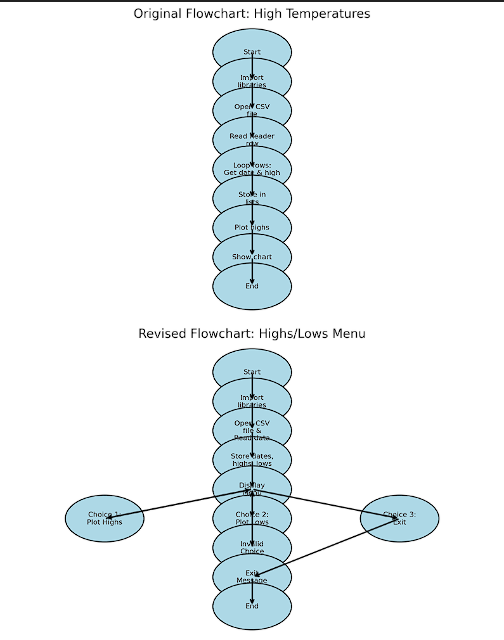 Original Flowchart: High Temperatures
Start
Import
libraries
Open CSV
file
Read header
row
Loop rows:
Get date & high
Store in
lists
Plot highs
Show chart
End
Revised Flowchart: Highs/Lows Menu
Start
Import
libraries
Open CSV
file &
Read data
Store dates,
highs, lows
Display
Choice 1:
Plot Highs
Choice 2:
Plot Lows
Choice 3:
Exit
Invalid
Choice
Exit
Message
End